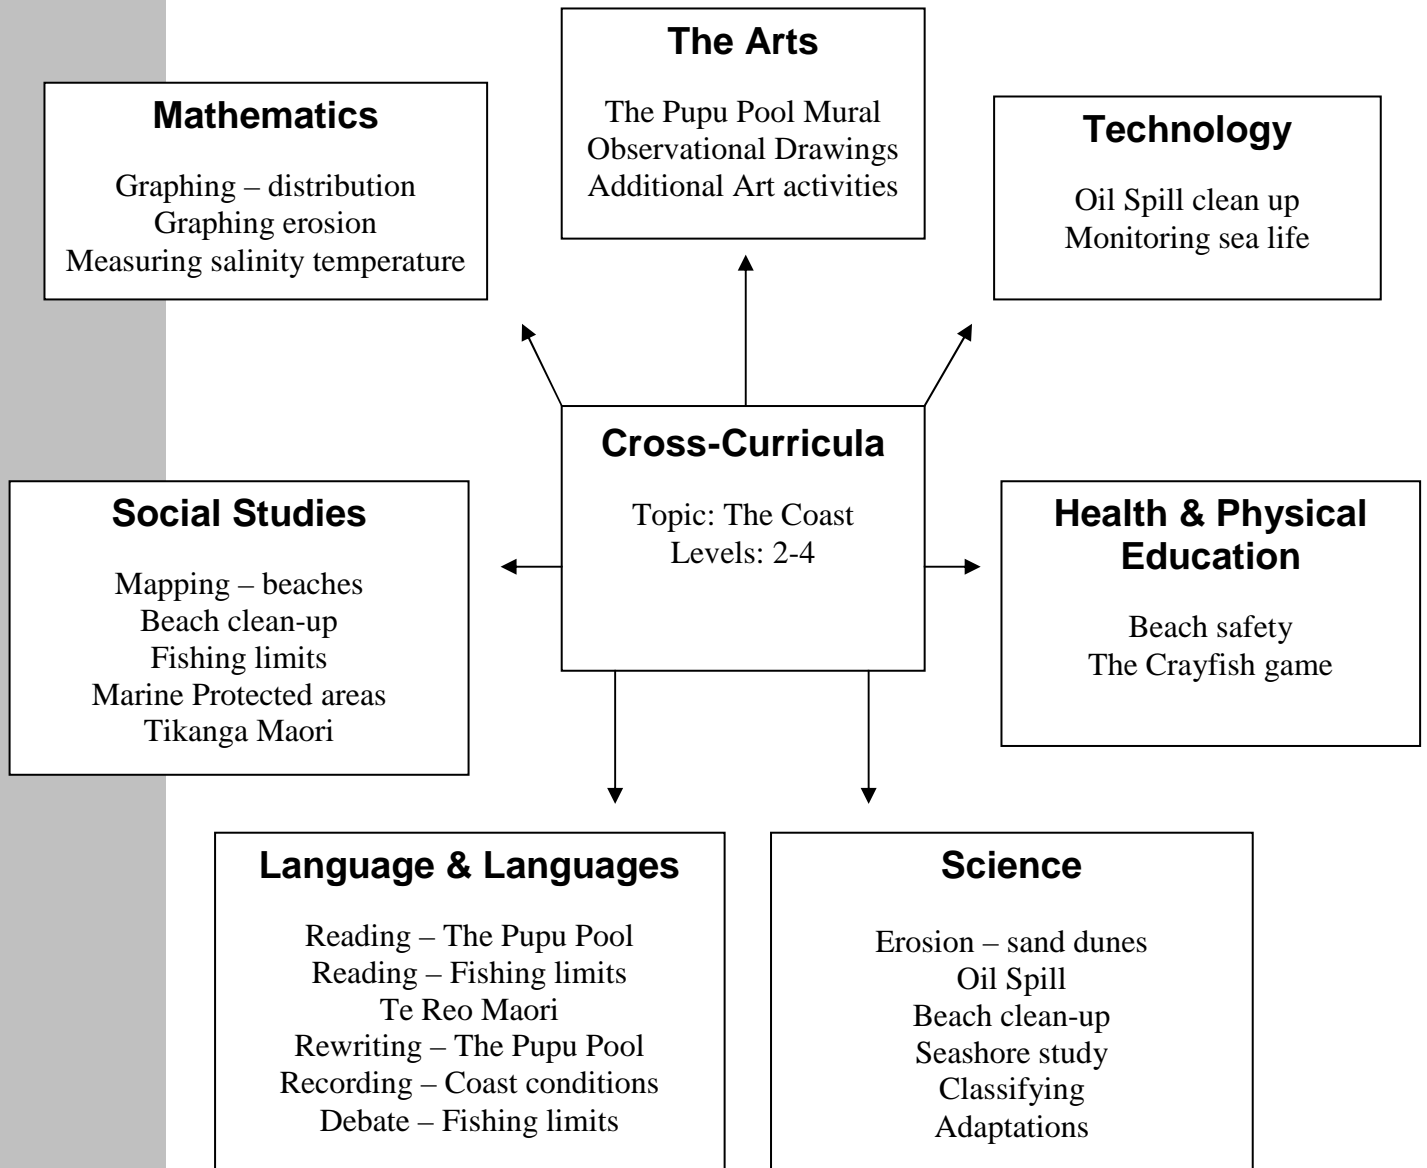 The Arts
The Pupu Pool Mural
Observational Drawings
Additional Art activities
Mathematics
Graphing – distribution
Graphing erosion
Measuring salinity temperature
Technology
Oil Spill clean up
Monitoring sea life
Cross-Curricula
Topic: The Coast
Levels: 2-4
Social Studies
Mapping – beaches
Beach clean-up
Fishing limits
Marine Protected areas
Tikanga Maori
Health & Physical
Education
Beach safety
The Crayfish game
Language & Languages
Reading – The Pupu Pool
Reading – Fishing limits
Te Reo Maori
Rewriting – The Pupu Pool
Recording – Coast conditions
Debate – Fishing limits
Science
Erosion – sand dunes
Oil Spill
Beach clean-up
Seashore study
Classifying
Adaptations